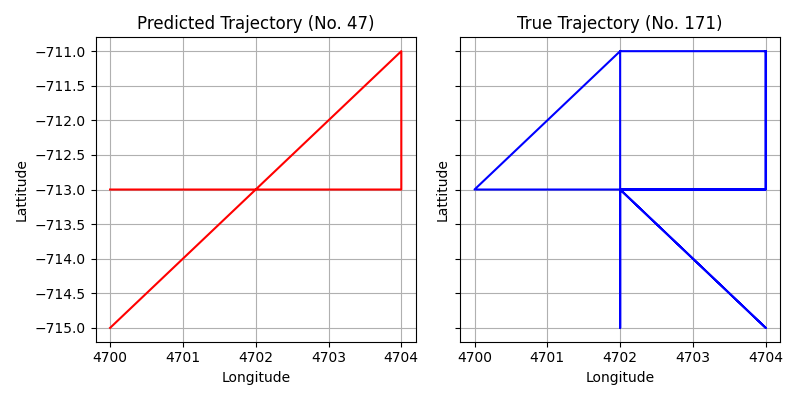 Predicted Trajectory (No. 47)
True Trajectory (No. 171)
Lattitude
−711.0
−711.5
−712.0
−712.5
−713.0
−713.5
−714.0
−714.5
−715.0
4700 4701 4702 4703 4704
Longitude
Lattitude
4700 4701 4702 4703 4704
Longitude